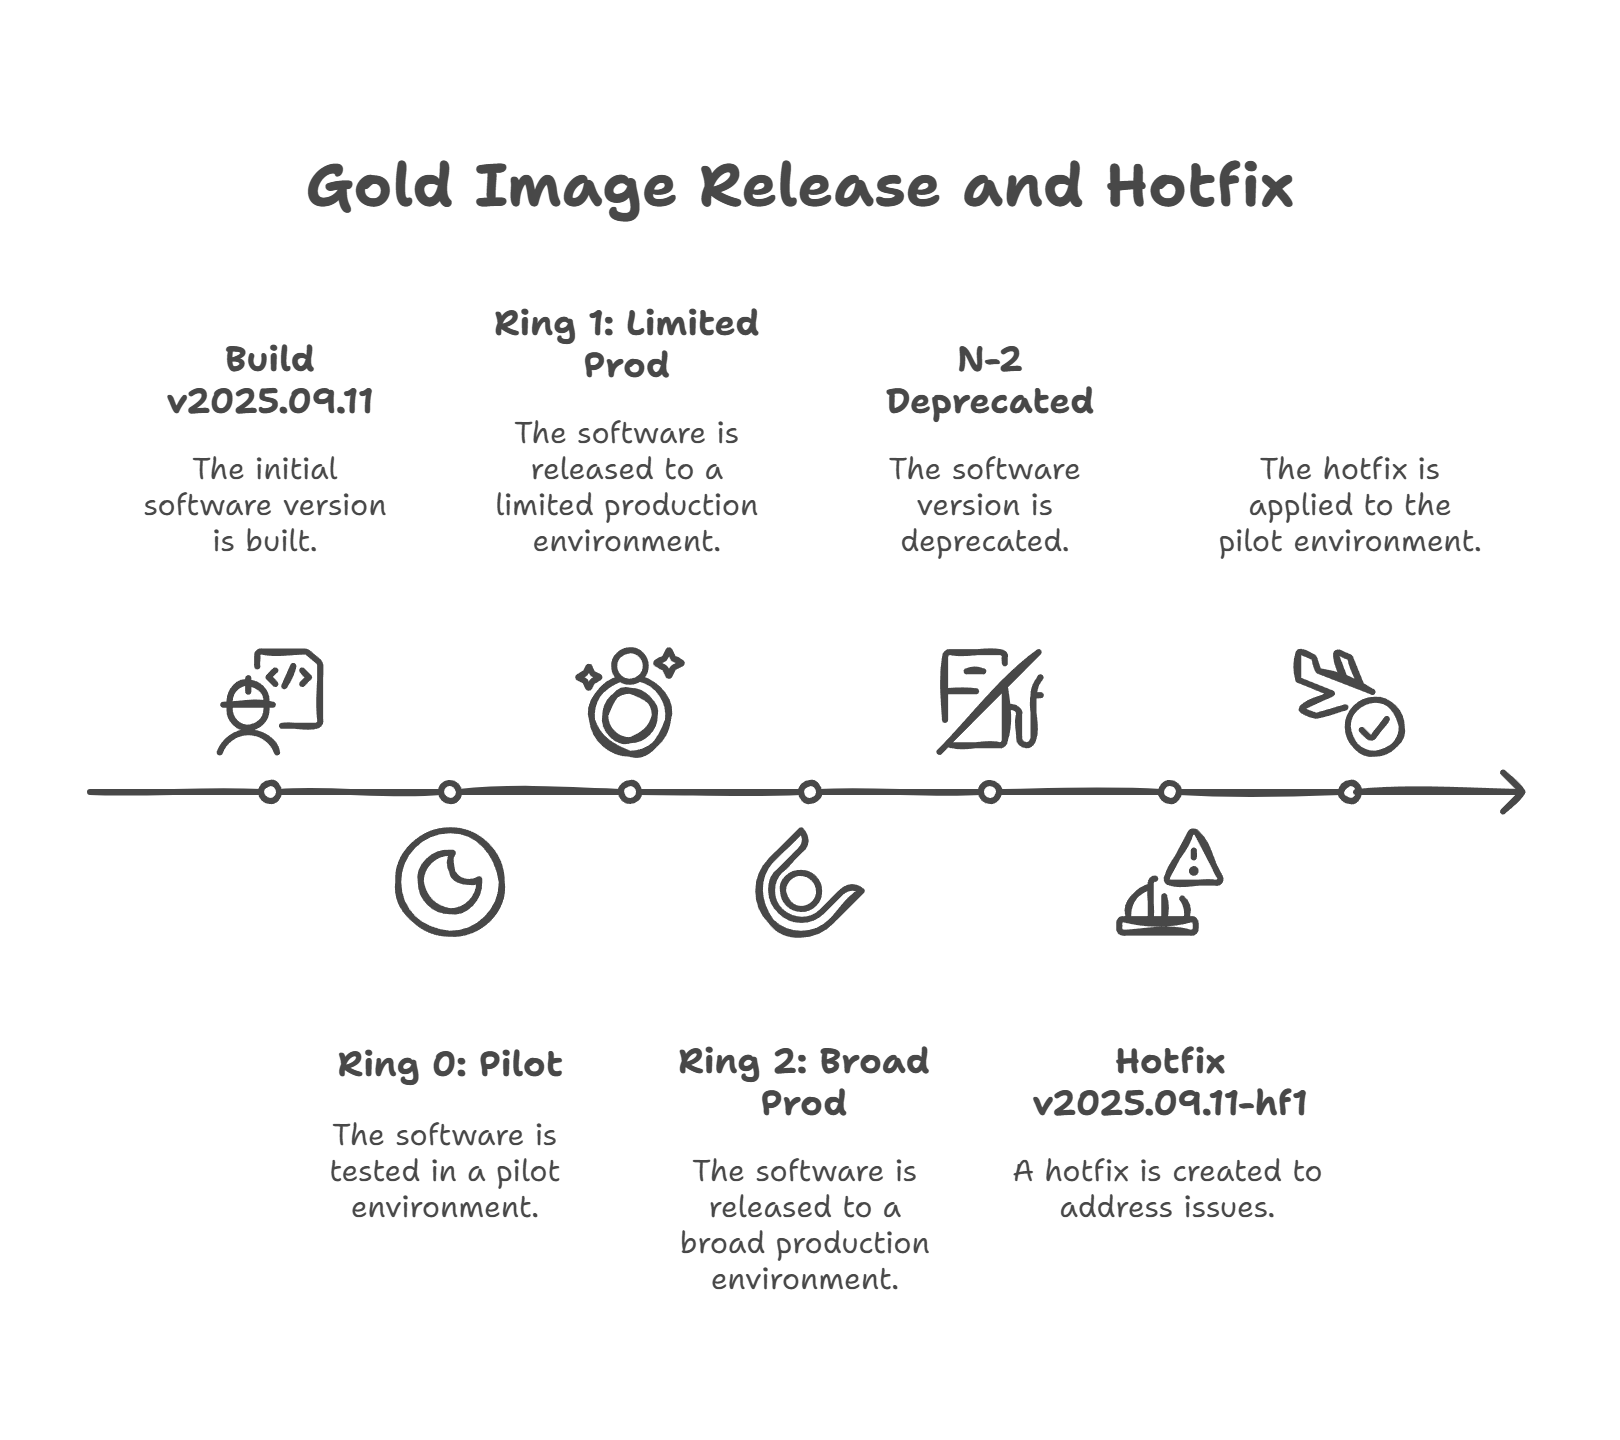 Gold Image Release and Hotfix
Build
v2025.09.11
The initial
software version
is built.
Ring 0: Pilot
The software is
tested in a pilot
environment.
Ring 1: Limited
Prod
The software is
released to a
limited production
environment.
Ring 2: Broad
Prod
The software is
released to a
broad production
environment.
N-2
Deprecated
The software
version is
deprecated.
Hotfix
v2025.09.11-hf1
A hotfix is created to
address issues.
The hotfix is
applied to the
pilot environment.